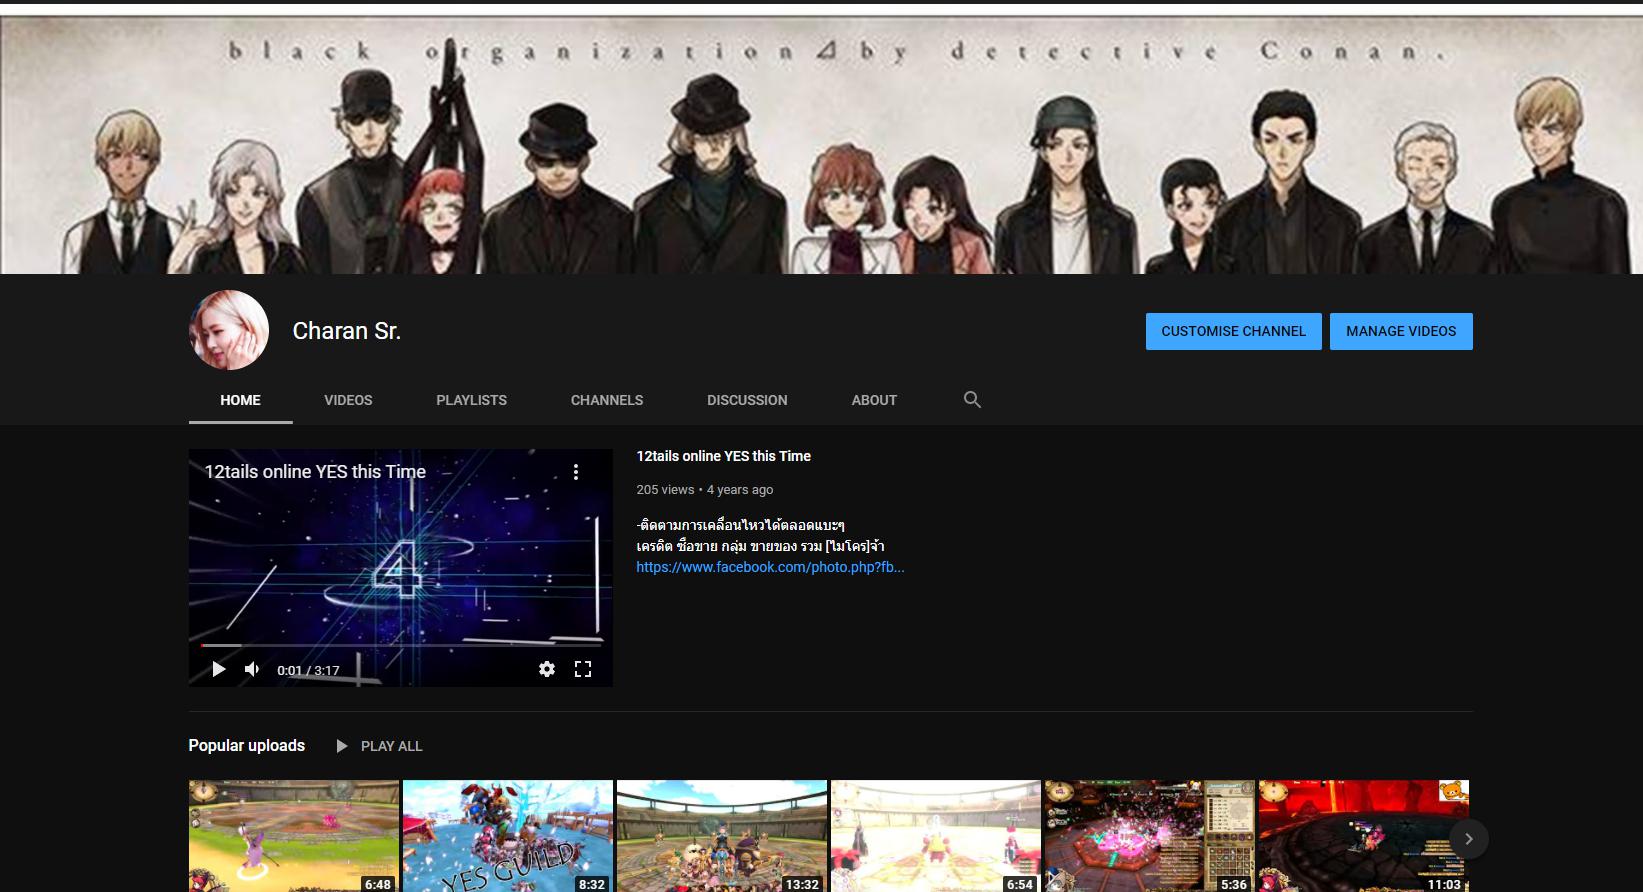 black organization by detective Conan.
Charan Sr.
CUSTOMISE CHANNEL
MANAGE VIDEOS
HOME
VIDEOS
PLAYLISTS
CHANNELS
DISCUSSION
ABOUT
12tails online YES this Time
4
0:01 / 3:17
12tails online YES this Time
205 views • 4 years ago
-ติดตามการเคลื่อนไหวได้ตลอดแบะๆ
เครดิต ซื้อขาย กลุ่ม ขายของ รวม [ไมโคร]จ้า
https://www.facebook.com/photo.php?fb...
Popular uploads
PLAY ALL
YES GUILD
6:48
8:32
13:32
6:54
5:36
11:03